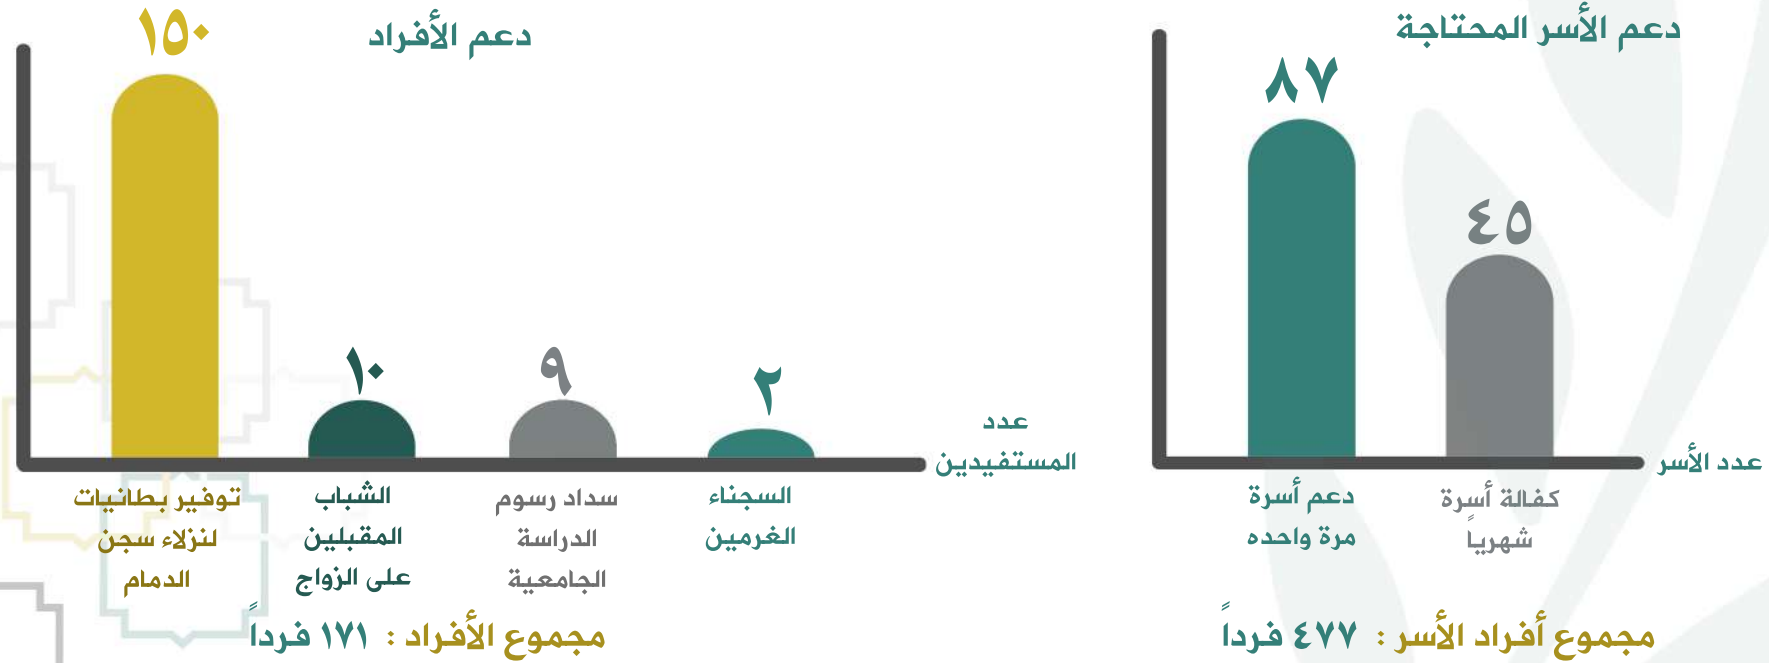 دعم الأسر المحتاجة
٨٧
٤٥
عدد الأسر
كفالة أسرة
شهرياً
دعم أسرة
مرة واحده
مجموع أفراد الأسر : ٤٧٧ فرداً
دعم الأفراد
١٥٠
١٠
٩
٢
عدد
المستفيدين
السجناء
الغرمين
سداد رسوم
الدراسة
الجامعية
الشباب
المقبلين
على الزواج
توفير بطانيات
لنزلاء سجن
الدمام
مجموع الأفراد : ١٧١ فرداً